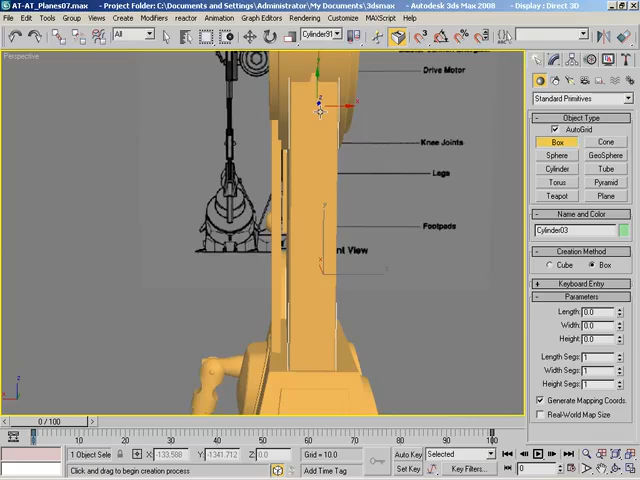 AT-AT_Planes07.max - Project Folder: C:\Documents and Settings\Administrator\My Documents\3dsmax - Autodesk 3ds Max 2008 - Display : Direct 3D
File Edit Tools Group Views Create Modifiers reactor Animation Graph Editors Rendering Customize MAXScript Help
All
Cylinder91
Perspective
Drive Motor
Knee Joints
Legs
Footpads
nt View
Standard Primitives
Object Type
AutoGrid
Box Cone
Sphere GeoSphere
Cylinder Tube
Torus Pyramid
Teapot Plane
Name and Color
Cylinder03
Creation Method
Cube Box
Keyboard Entry
Parameters
Length: 0.0
Width: 0.0
Height: 0.0
Length Segs: 1
Width Segs: 1
Height Segs: 1
Generate Mapping Coords.
Real-World Map Size
0 / 100
0 10 20 30 40 50 60 70 80 90 100
1 Object Sele X: -133.588 Y: -1341.712 Z: 0.0 Grid = 10.0 Auto Key Selected
Click and drag to begin creation process Add Time Tag Set Key Key Filters... 0